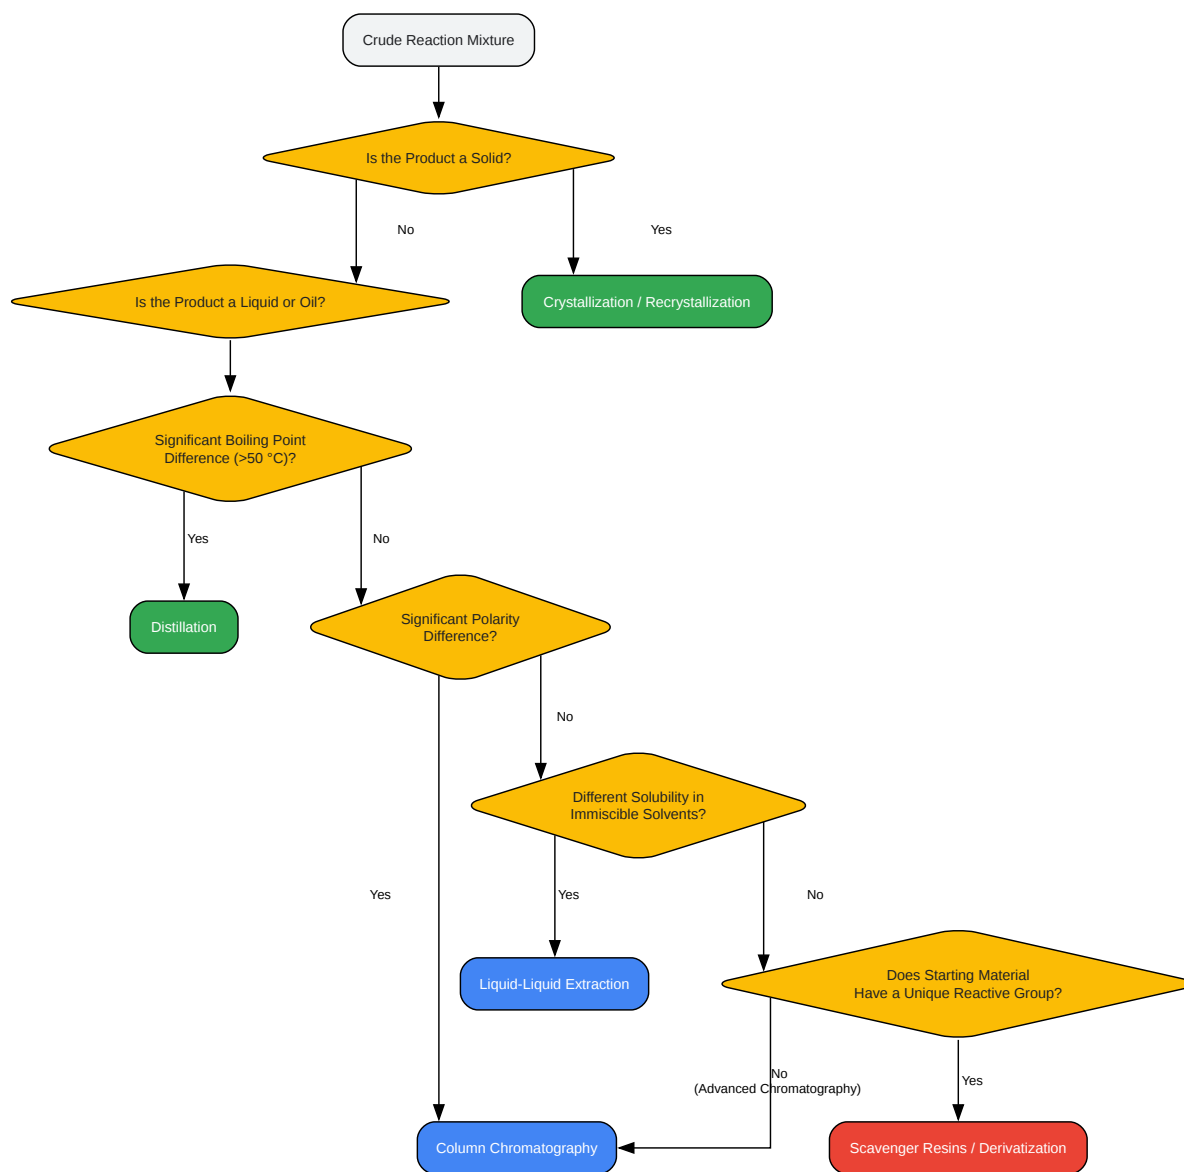 Crude Reaction Mixture
Is the Product a Solid?
No
Yes
Is the Product a Liquid or Oil?
Crystallization / Recrystallization
Significant Boiling Point
Difference (>50 °C)?
Yes
No
Distillation
Significant Polarity
Difference?
No
Different Solubility in
Immiscible Solvents?
Yes
Yes
No
Liquid-Liquid Extraction
Does Starting Material
Have a Unique Reactive Group?
No
(Advanced Chromatography)
Yes
Column Chromatography
Scavenger Resins / Derivatization